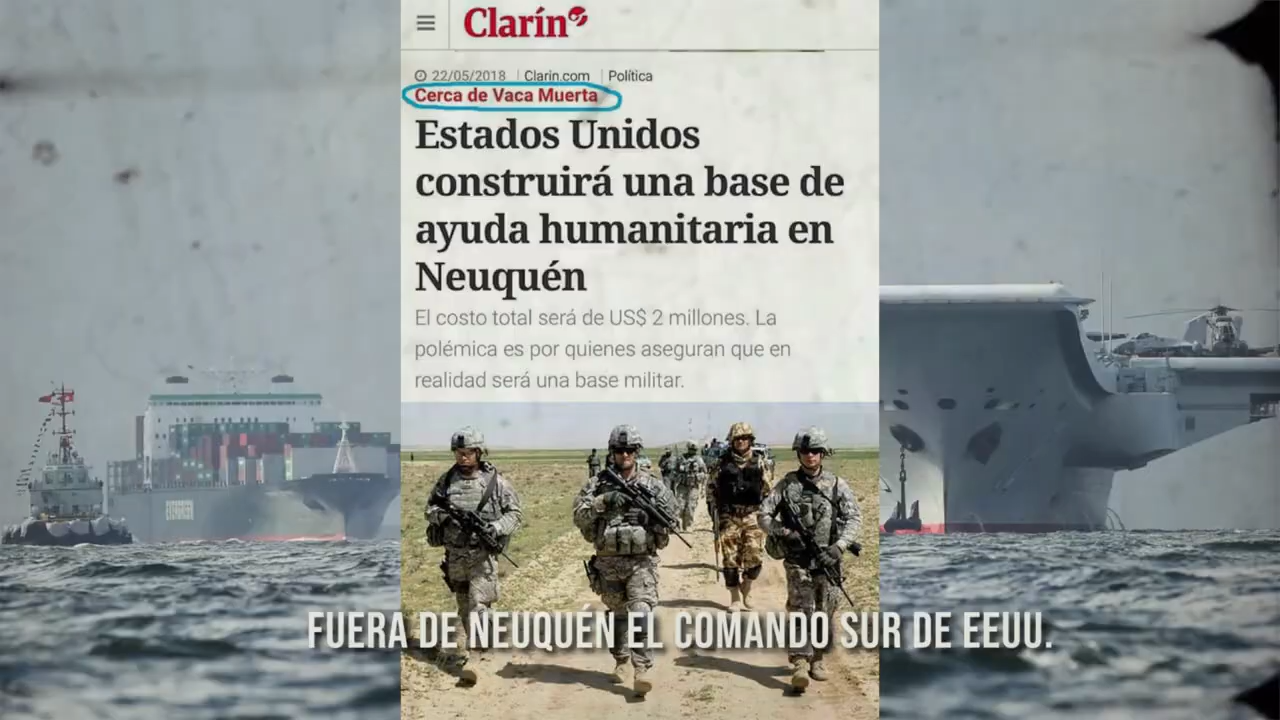 Clarín
22/05/2018 | Clarin.com | Política
Cerca de Vaca Muerta
Estados Unidos
construirá una base de
ayuda humanitaria en
Neuquén
El costo total será de US$ 2 millones. La
polémica es por quienes aseguran que en
realidad será una base militar.
EVERGREEN
FUERA DE NEUQUÉN EL COMANDO SUR DE EEUU.